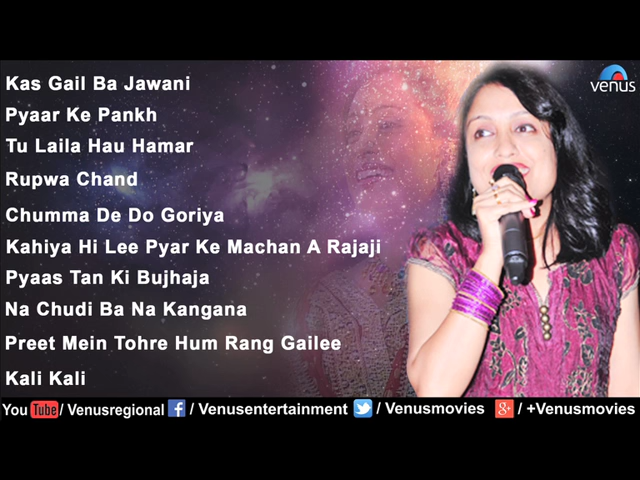 venus
Kas Gail Ba Jawani
Pyaar Ke Pankh
Tu Laila Hau Hamar
Rupwa Chand
Chumma De Do Goriya
Kahiya Hi Lee Pyar Ke Machan A Rajaji
Pyaas Tan Ki Bujhaja
Na Chudi Ba Na Kangana
Preet Mein Tohre Hum Rang Gailee
Kali Kali
You Tube / Venusregional f / Venusentertainment / Venusmovies g+ / +Venusmovies